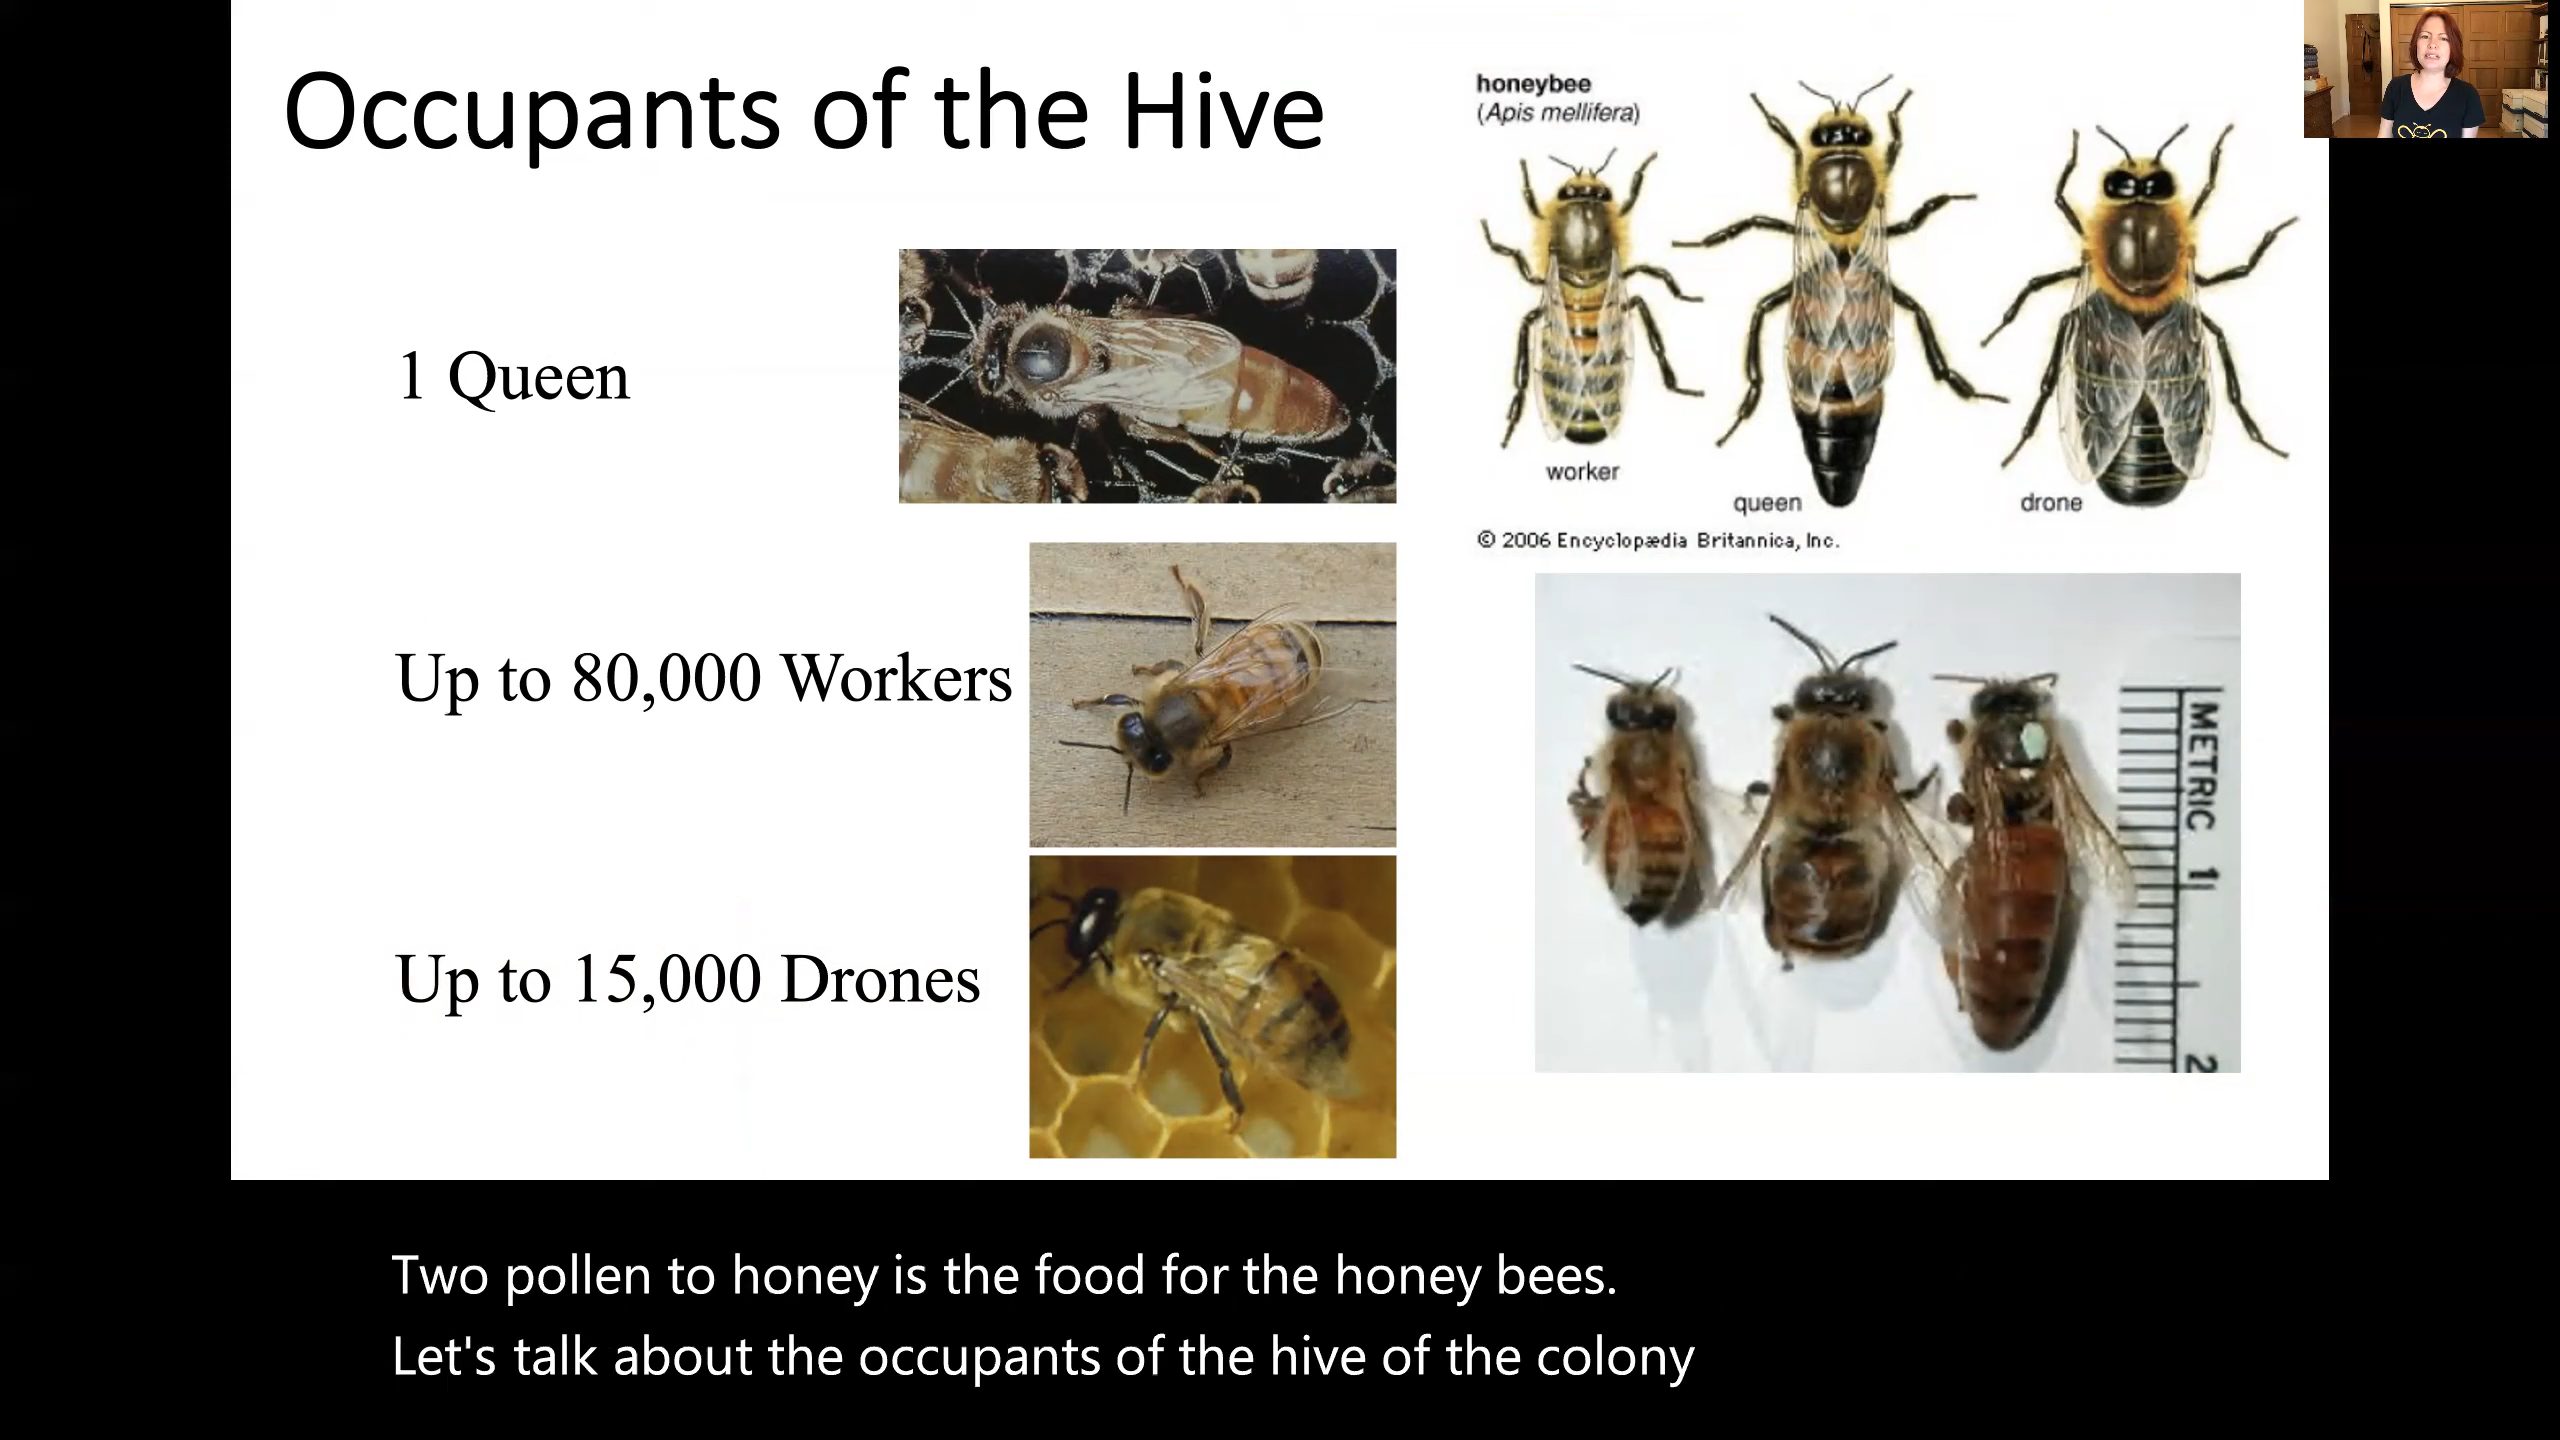 Occupants of the Hive
1 Queen
Up to 80,000 Workers
Up to 15,000 Drones
honeybee
(Apis mellifera)
worker
queen
drone
© 2006 Encyclopædia Britannica, Inc.
METRIC 1
2
Two pollen to honey is the food for the honey bees.
Let's talk about the occupants of the hive of the colony